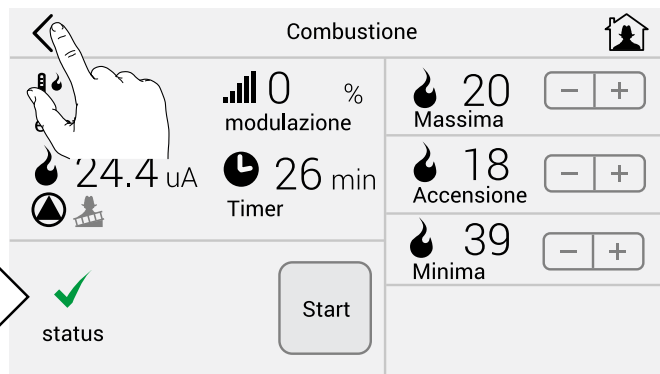 Combustione
0 %
modulazione
24.4 uA
26 min
Timer
status
Start
20
Massima
18
Accensione
39
Minima